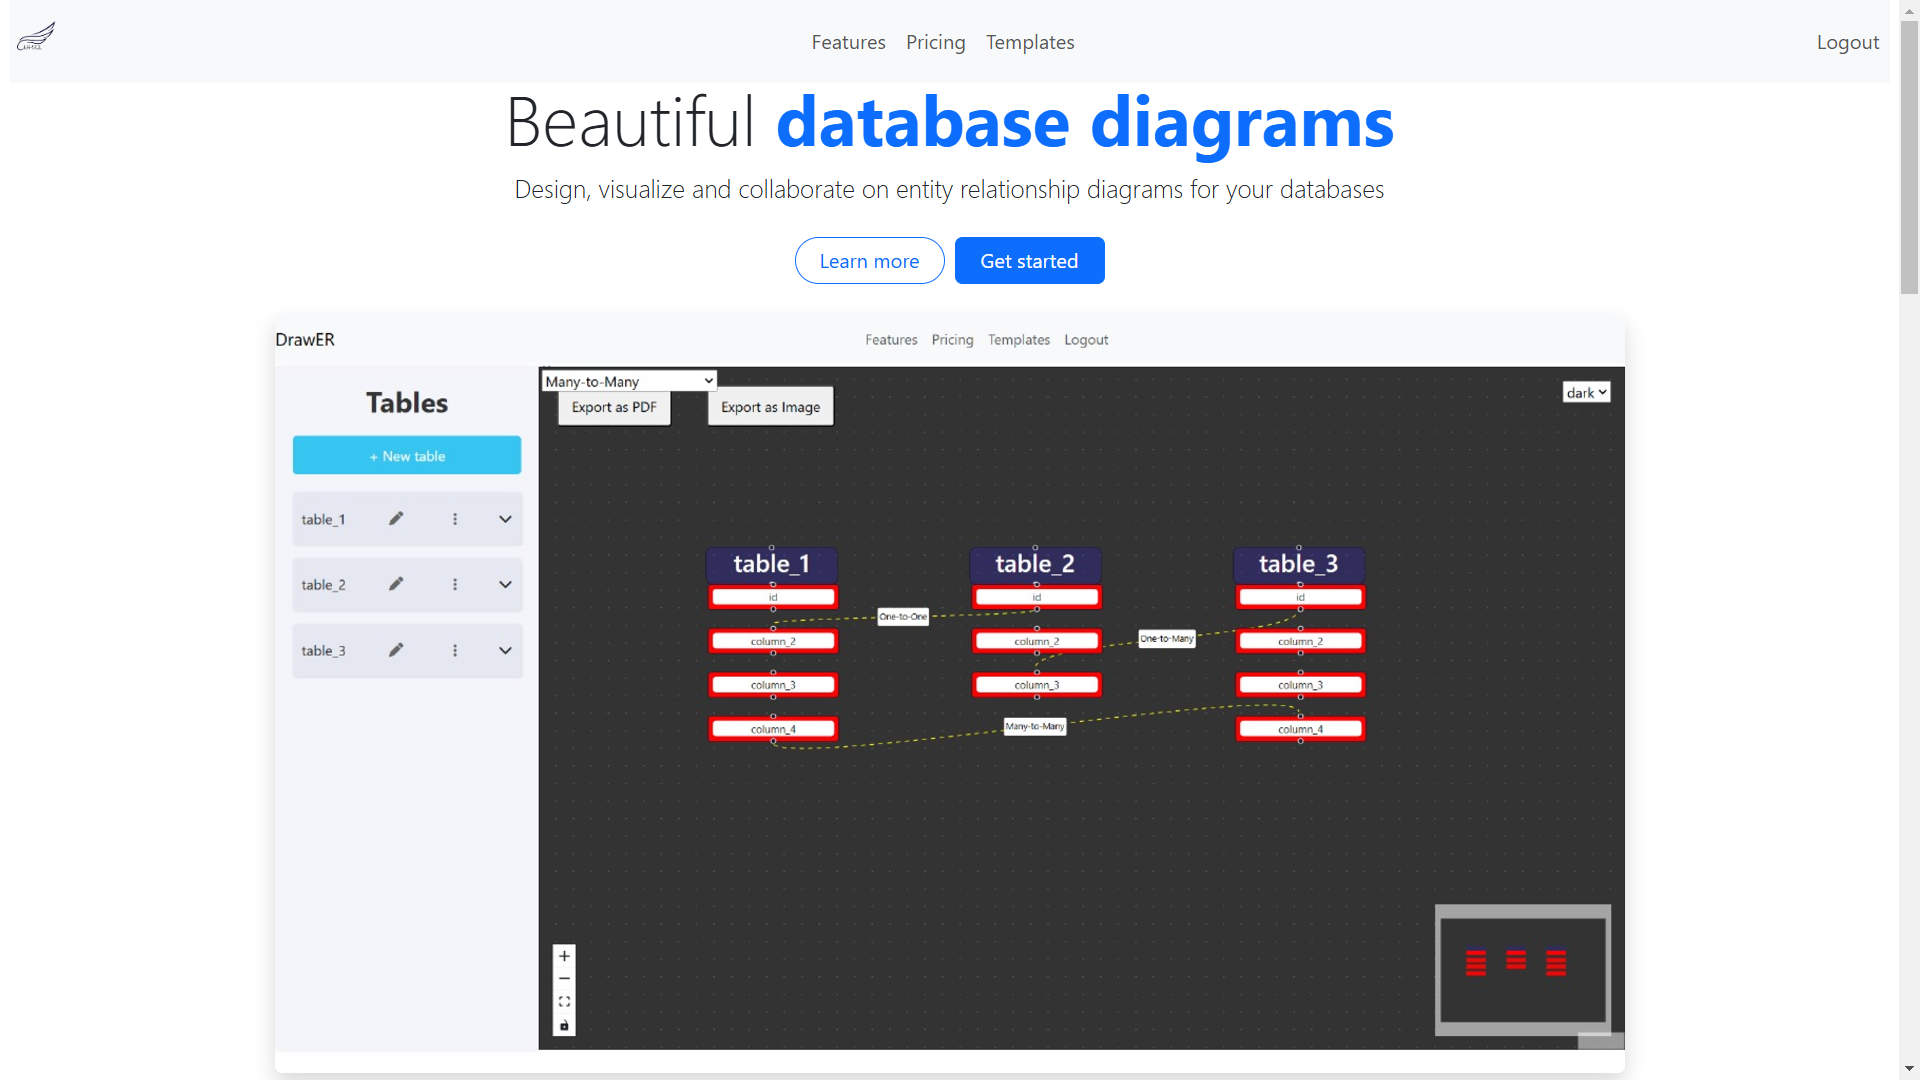 Features Pricing Templates Logout
Beautiful database diagrams
Design, visualize and collaborate on entity relationship diagrams for your databases
Learn more Get started
DrawER Features Pricing Templates Logout
Many-to-Many
dark
Export as PDF Export as Image
Tables
+ New table
table_1
table_2
table_3
table_1 table_2 table_3
id id id
One-to-One
column_2 column_2 One-to-Many column_2
column_3 column_3 column_3
column_4 Many-to-Many column_4